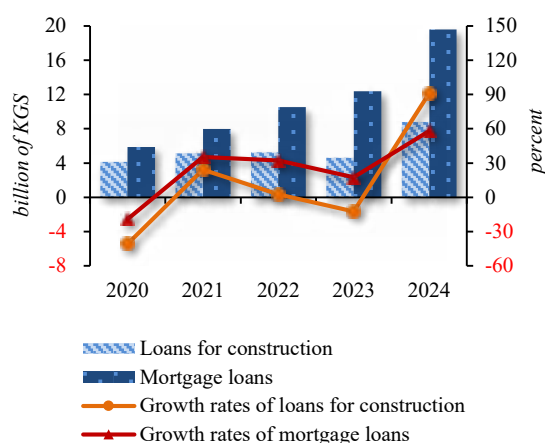 billion of KGS
20
16
12
8
4
0
-4
-8
150
120
90
60
30
0
-30
-60
percent
2020 2021 2022 2023 2024
Loans for construction
Mortgage loans
Growth rates of loans for construction
Growth rates of mortgage loans